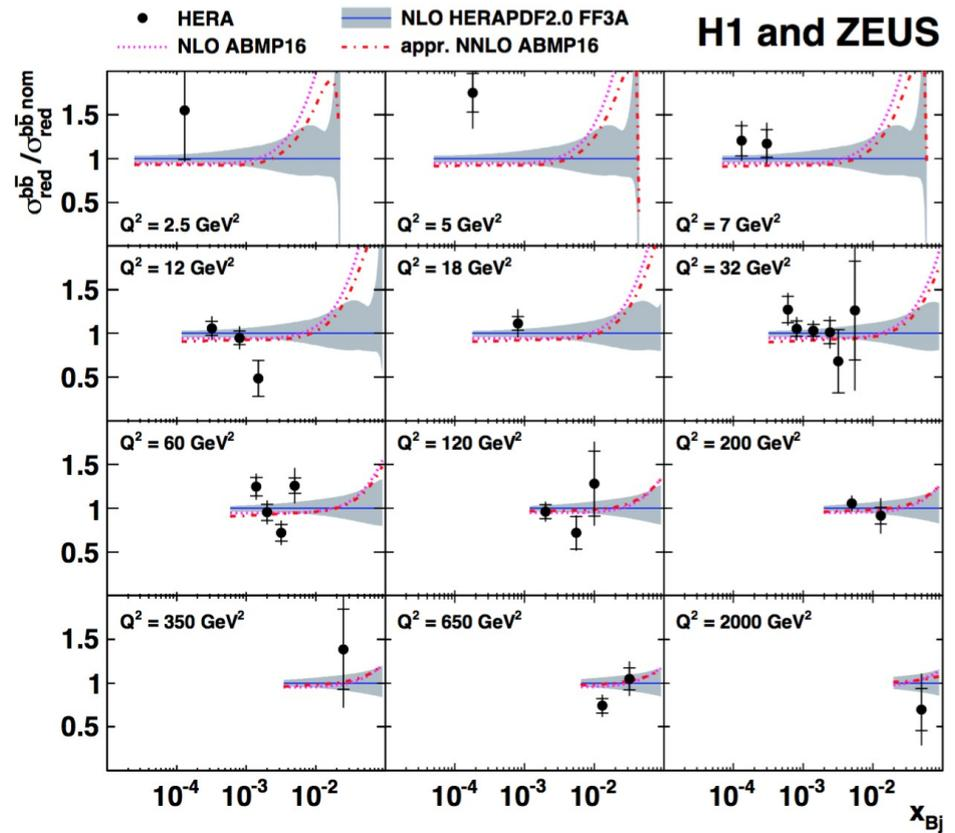 HERA
NLO HERAPDF2.0 FF3A
NLO ABMP16
appr. NNLO ABMP16
H1 and ZEUS
σ_red^{bb̅} /σ_red^{bb̅ nom}
1.5
1
0.5
Q² = 2.5 GeV²
Q² = 5 GeV²
Q² = 7 GeV²
Q² = 12 GeV²
Q² = 18 GeV²
Q² = 32 GeV²
1.5
1
0.5
Q² = 60 GeV²
Q² = 120 GeV²
Q² = 200 GeV²
1.5
1
0.5
Q² = 350 GeV²
Q² = 650 GeV²
Q² = 2000 GeV²
1.5
1
0.5
10⁻⁴ 10⁻³ 10⁻² 10⁻⁴ 10⁻³ 10⁻² 10⁻⁴ 10⁻³ 10⁻²
x_Bj